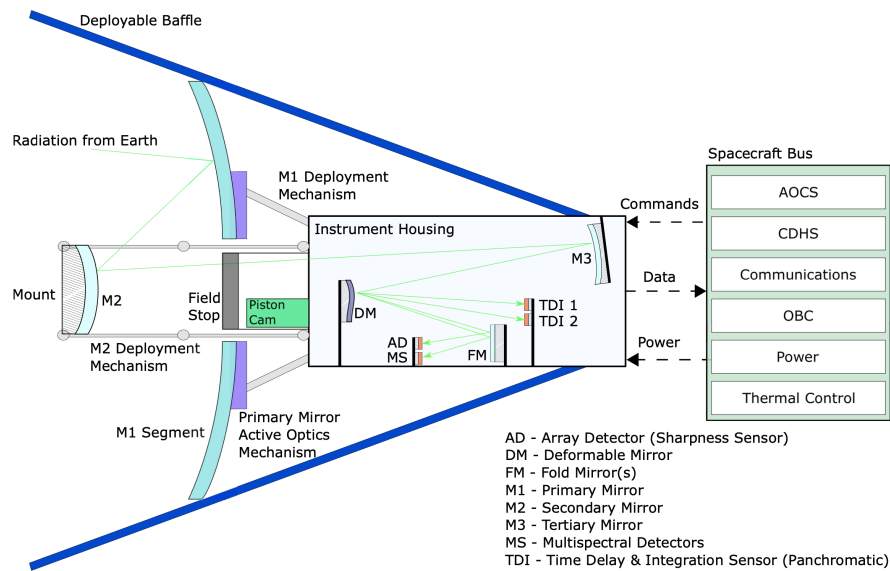 Deployable Baffle
Radiation from Earth
M1 Deployment
Mechanism
Instrument Housing
M3
Mount
M2
Field
Stop
Piston
Cam
DM
TDI 1
TDI 2
AD
MS
FM
M2 Deployment
Mechanism
M1 Segment
Primary Mirror
Active Optics
Mechanism
Commands
Data
Power
Spacecraft Bus
AOCS
CDHS
Communications
OBC
Power
Thermal Control
AD - Array Detector (Sharpness Sensor)
DM - Deformable Mirror
FM - Fold Mirror(s)
M1 - Primary Mirror
M2 - Secondary Mirror
M3 - Tertiary Mirror
MS - Multispectral Detectors
TDI - Time Delay & Integration Sensor (Panchromatic)